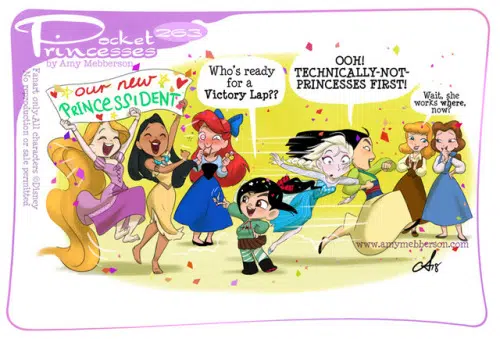 Pocket
Princesses
263
by Amy Mebberson
Fanart only. All characters ©Disney
No reproduction or sale permitted
our new
PRINCESSIDENT
Who's ready
for a
Victory Lap??
OOH!
TECHNICALLY-NOT-
PRINCESSES FIRST!
Wait, she
works where,
now?
www.amymebberson.com